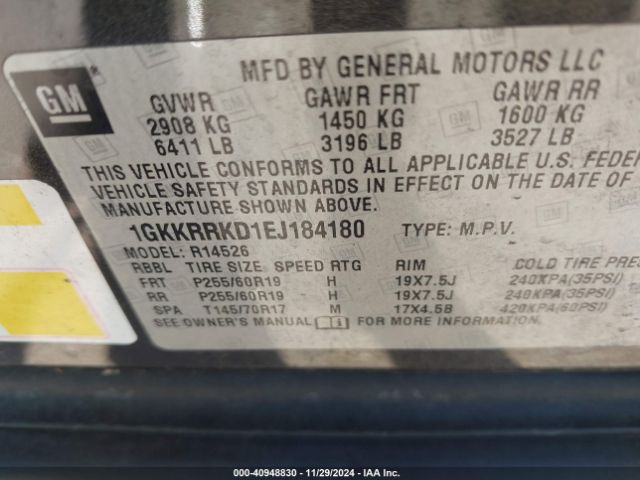 GM
MFD BY GENERAL MOTORS LLC
GVWR GAWR FRT GAWR RR
2908 KG 1450 KG 1600 KG
6411 LB 3196 LB 3527 LB
THIS VEHICLE CONFORMS TO ALL APPLICABLE U.S. FEDER
VEHICLE SAFETY STANDARDS IN EFFECT ON THE DATE OF
MANUFACTURE SHOWN ABOVE.
1GKKRRKD1EJ184180 TYPE: M.P.V.
MODEL: R14526
RBBL TIRE SIZE SPEED RTG RIM COLD TIRE PRE
FRT P255/60R19 H 19X7.5J 240KPA(35PSI)
RR P255/60R19 H 19X7.5J 240KPA(35PSI)
SPA T145/70R17 M 17X4.5B 420KPA(60PSI)
SEE OWNER'S MANUAL FOR MORE INFORMATION.
# STOCK: 40948830 - 11/29/2024 - IAA Inc.